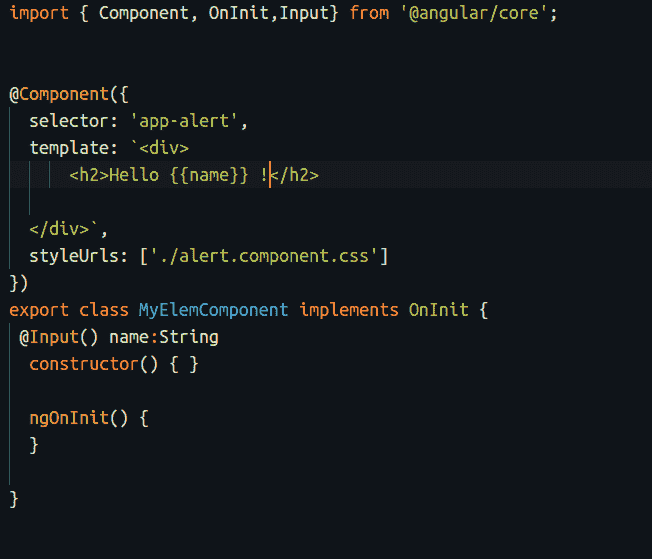 import { Component, OnInit,Input} from '@angular/core';
@Component({
selector: 'app-alert',
template: `<div>
<h2>Hello {{name}} !</h2>
</div>`,
styleUrls: ['./alert.component.css']
})
export class MyElemComponent implements OnInit {
@Input() name:String
constructor() { }
ngOnInit() {
}
}